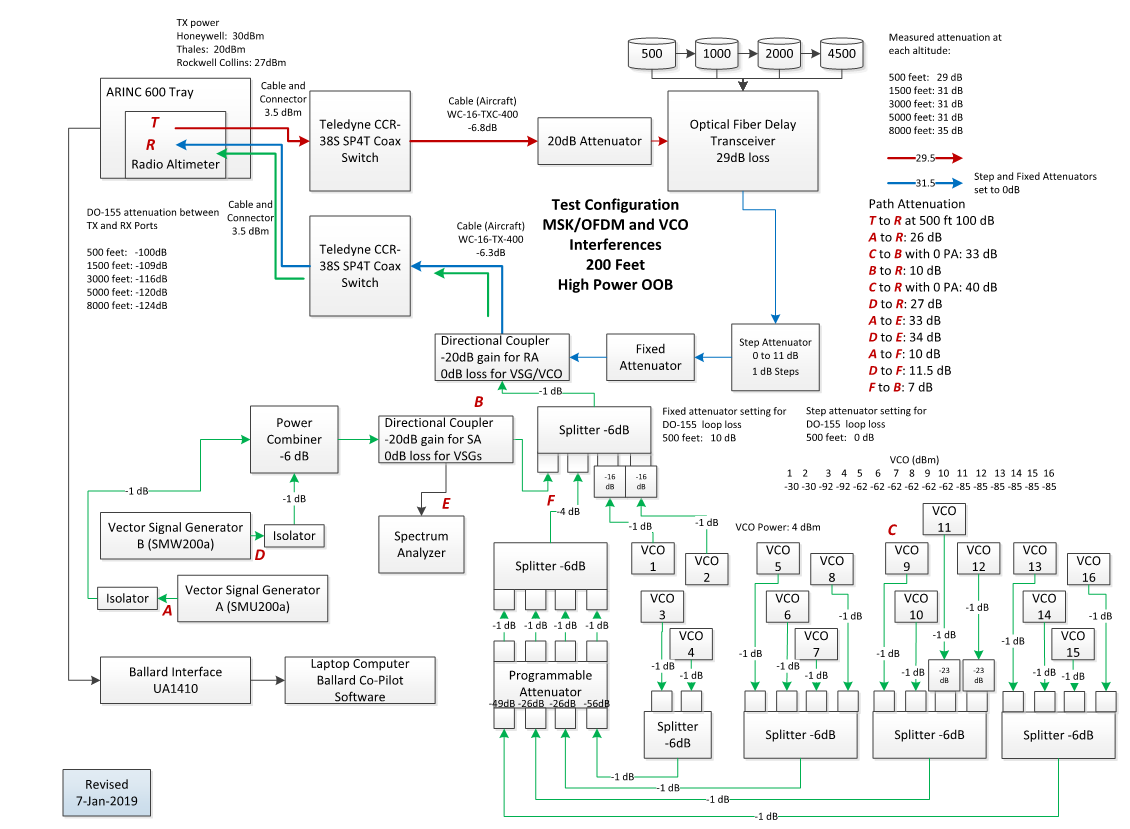 TX power
Honeywell:  30dBm
Thales:  20dBm
Rockwell Collins: 27dBm
ARINC 600 Tray
T
R
Radio Altimeter
Cable and
Connector
3.5 dBm
Teledyne CCR-
38S SP4T Coax
Switch
Cable (Aircraft)
WC-16-TXC-400
-6.8dB
20dB Attenuator
500
1000
2000
4500
Optical Fiber Delay
Transceiver
29dB loss
Measured attenuation at
each altitude:
500 feet:   29 dB
1500 feet: 31 dB
3000 feet: 31 dB
5000 feet: 31 dB
8000 feet: 35 dB
29.5
31.5
Step and Fixed Attenuators
set to 0dB
Path Attenuation
T to R at 500 ft 100 dB
A to R: 26 dB
C to B with 0 PA: 33 dB
B to R: 10 dB
C to R with 0 PA: 40 dB
D to R: 27 dB
A to E: 33 dB
D to E: 34 dB
A to F: 10 dB
D to F: 11.5 dB
F to B: 7 dB
DO-155 attenuation between
TX and RX Ports
500 feet:   -100dB
1500 feet: -109dB
3000 feet: -116dB
5000 feet: -120dB
8000 feet: -124dB
Cable and
Connector
3.5 dBm
Teledyne CCR-
38S SP4T Coax
Switch
Cable (Aircraft)
WC-16-TX-400
-6.3dB
Test Configuration
MSK/OFDM and VCO
Interferences
200 Feet
High Power OOB
Directional Coupler
-20dB gain for RA
0dB loss for VSG/VCO
Fixed
Attenuator
Step Attenuator
0 to 11 dB
1 dB Steps
-1 dB
B
Splitter -6dB
-16
dB
-16
dB
Fixed attenuator setting for
DO-155  loop loss
500 feet:  10 dB
Step attenuator setting for
DO-155  loop loss
500 feet:   0 dB
Power
Combiner
-6 dB
Directional Coupler
-20dB gain for SA
0dB loss for VSGs
E
F
-4 dB
Spectrum
Analyzer
-1 dB
-1 dB
Vector Signal Generator
B (SMW200a)
D
Isolator
Isolator
A
Vector Signal Generator
A (SMU200a)
VCO (dBm)
1 2 3 4 5 6 7 8 9 10 11 12 13 14 15 16
-30 -30 -92 -62 -62 -62 -62 -62 -62 -62 -85 -85 -85 -85 -85 -85
VCO Power: 4 dBm
C
-1 dB
-1 dB
VCO
1
VCO
2
VCO
3
VCO
4
VCO
5
VCO
6
VCO
7
VCO
8
VCO
9
VCO
10
VCO
11
VCO
12
VCO
13
VCO
14
VCO
15
VCO
16
Splitter -6dB
-1 dB
-1 dB
-1 dB
-1 dB
Programmable
Attenuator
-49dB
-26dB
-26dB
-56dB
-1 dB
-1 dB
-1 dB
-1 dB
-1 dB
-1 dB
-1 dB
-1 dB
-1 dB
-1 dB
-23
dB
-23
dB
-1 dB
-1 dB
-1 dB
-1 dB
Splitter
-6dB
Splitter -6dB
Splitter -6dB
Splitter -6dB
-1 dB
-1 dB
-1 dB
-1 dB
Ballard Interface
UA1410
Laptop Computer
Ballard Co-Pilot
Software
Revised
7-Jan-2019